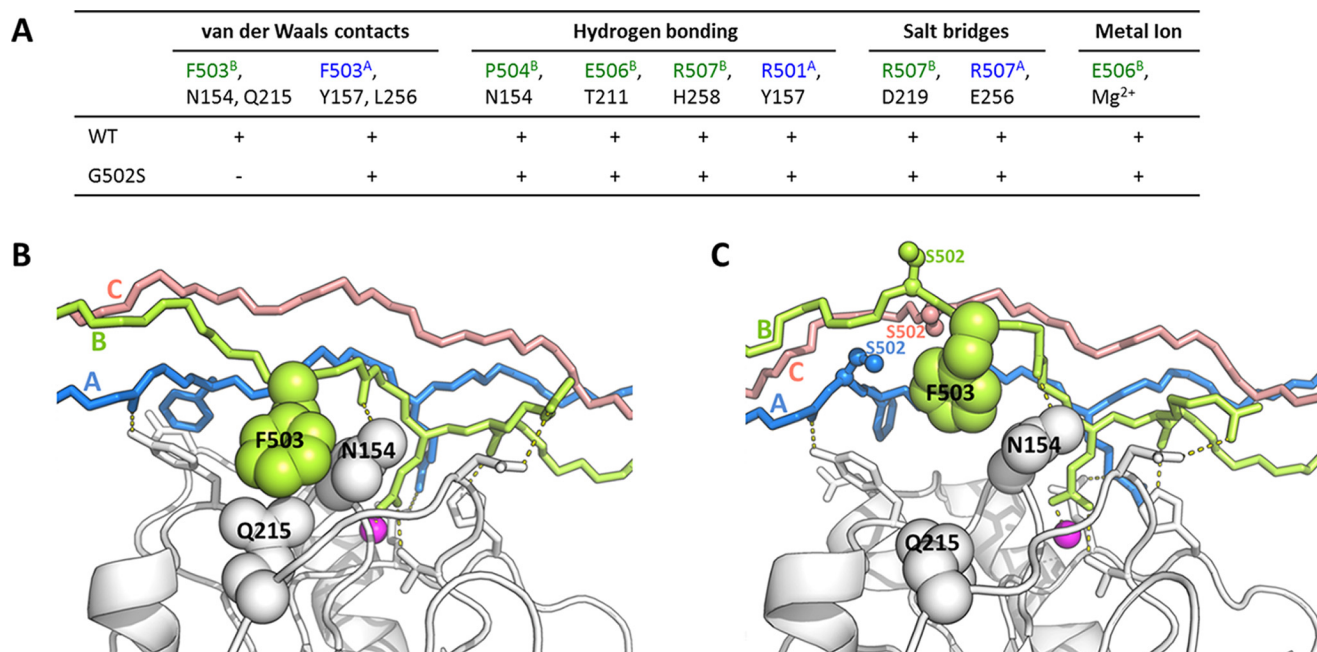 A
van der Waals contacts Hydrogen bonding Salt bridges Metal Ion
F503B, F503A, P504B, E506B, R507B, R501A, R507B, R507A, E506B,
N154, Q215 Y157, L256 N154 T211 H258 Y157 D219 E256 Mg2+
WT + + + + + + + + +
G502S - + + + + + + + +
B
C
B
A
F503
N154
Q215
C
S502
B
S502
S502
C
A
F503
N154
Q215